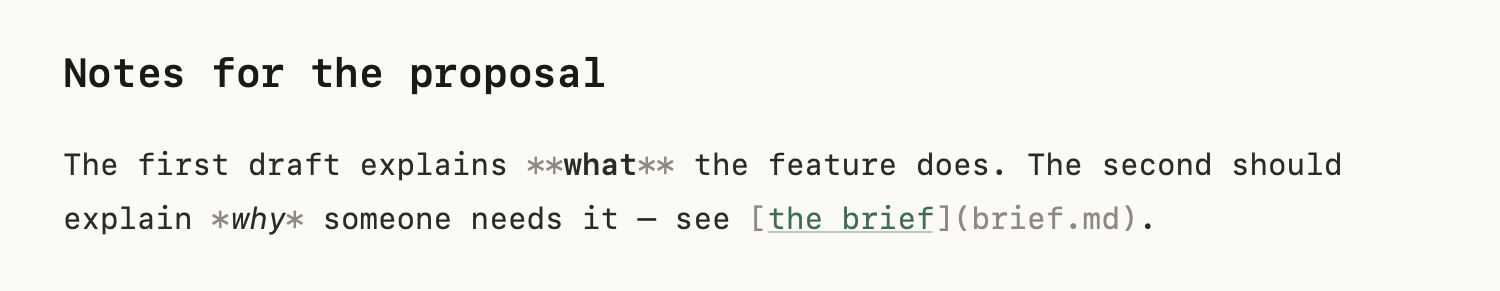 Notes for the proposal
The first draft explains **what** the feature does. The second should
explain *why* someone needs it — see [the brief](brief.md).